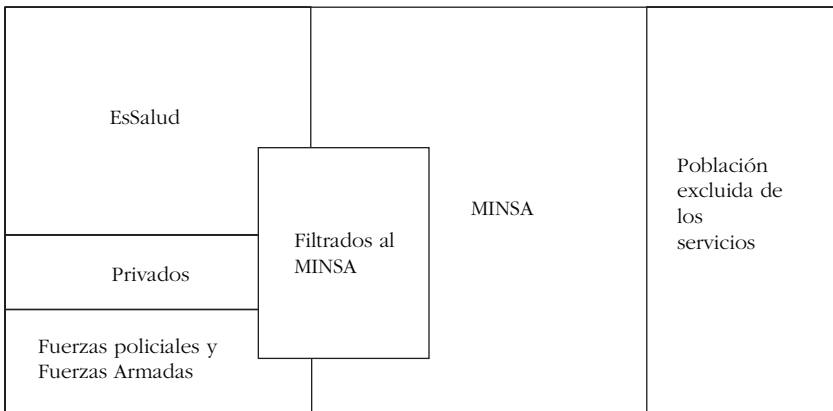 EsSalud
Privados
Fuerzas policiales y
Fuerzas Armadas
Filtrados al
MINSA
MINSA
Población
excluida de
los
servicios